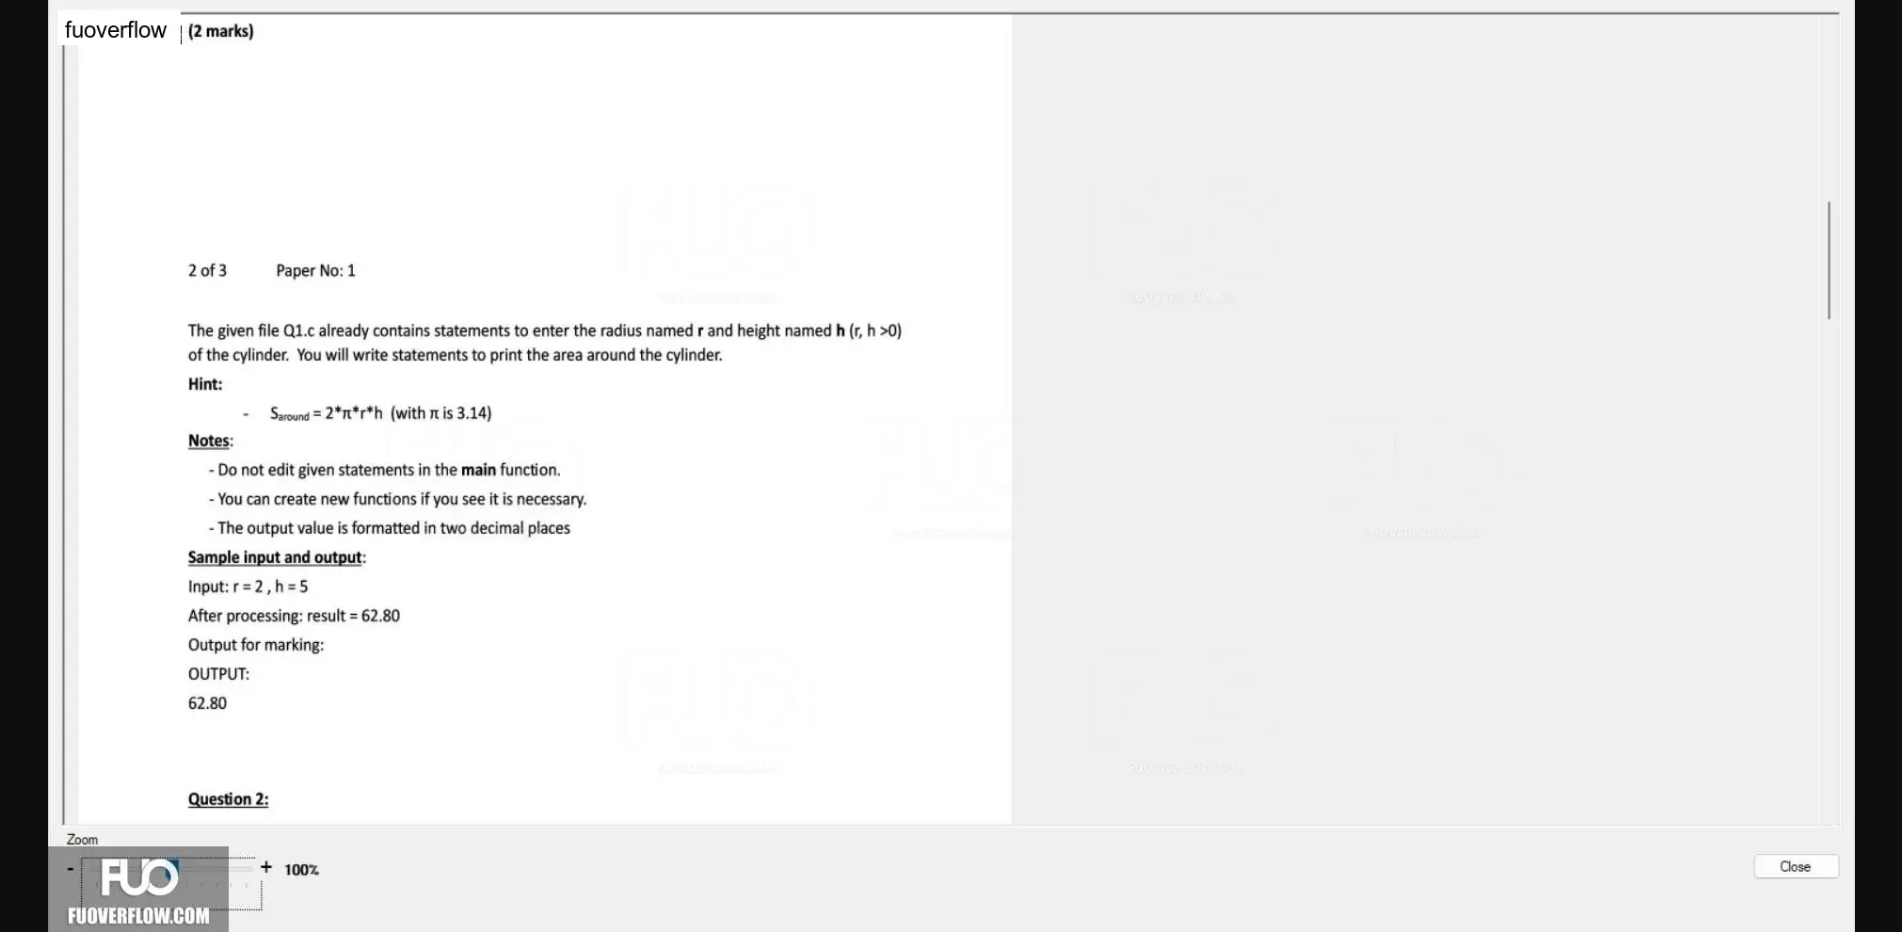 fuoverflow
(2 marks)
2 of 3 Paper No: 1
The given file Q1.c already contains statements to enter the radius named r and height named h (r, h >0)
of the cylinder. You will write statements to print the area around the cylinder.
Hint:
- Saround = 2*π*r*h (with π is 3.14)
Notes:
- Do not edit given statements in the main function.
- You can create new functions if you see it is necessary.
- The output value is formatted in two decimal places
Sample input and output:
Input: r = 2 , h = 5
After processing: result = 62.80
Output for marking:
OUTPUT:
62.80
Question 2:
Zoom
- + 100%
Close
FUO
FUOVERFLOW.COM